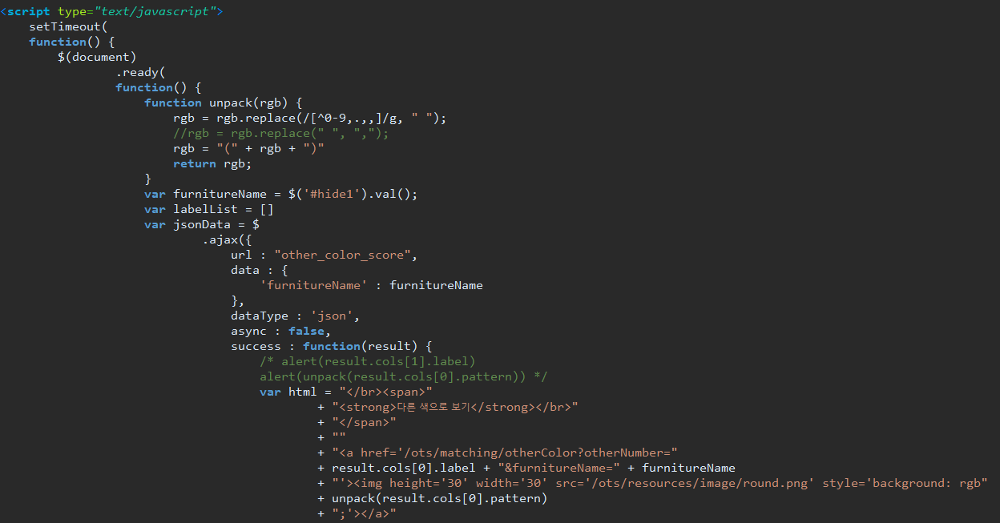 <script type="text/javascript">
setTimeout(
function() {
$(document)
.ready(
function() {
function unpack(rgb) {
rgb = rgb.replace(/[^0-9,.,,]/g, " ");
//rgb = rgb.replace(" ", ",");
rgb = "(" + rgb + ")"
return rgb;
}
var furnitureName = $('#hide1').val();
var labelList = []
var jsonData = $
.ajax({
url : "other_color_score",
data : {
'furnitureName' : furnitureName
},
dataType : 'json',
async : false,
success : function(result) {
/* alert(result.cols[1].label)
alert(unpack(result.cols[0].pattern)) */
var html = "</br><span>"
+ "<strong>다른 색으로 보기</strong></br>"
+ "</span>"
+ ""
+ "<a href='/ots/matching/otherColor?otherNumber="
+ result.cols[0].label + "&furnitureName=" + furnitureName
+ "'><img height='30' width='30' src='/ots/resources/image/round.png' style='background: rgb"
+ unpack(result.cols[0].pattern)
+ ";'></a>"